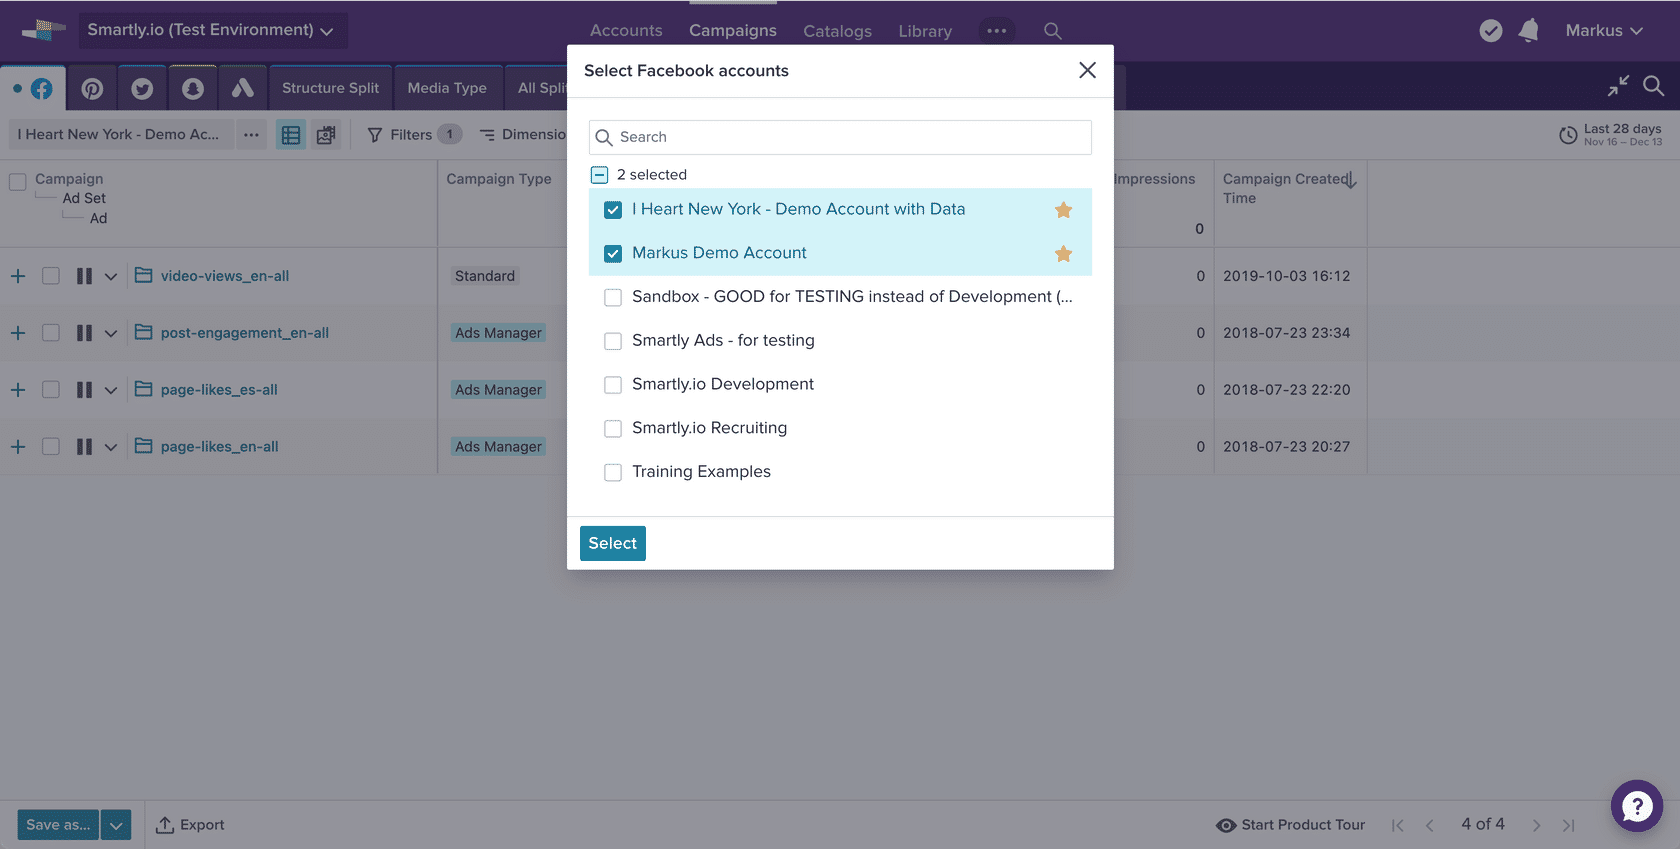 Smartly.io (Test Environment)
Accounts
Campaigns
Catalogs
Library
Markus
Structure Split
Media Type
All Spli
I Heart New York - Demo Ac...
Filters 1
Dimensio
Last 28 days
Nov 16 – Dec 13
Campaign
Ad Set
Ad
Campaign Type
Impressions
0
Campaign Created
Time
video-views_en-all
Standard
0
2019-10-03 16:12
post-engagement_en-all
Ads Manager
0
2018-07-23 23:34
page-likes_es-all
Ads Manager
0
2018-07-23 22:20
page-likes_en-all
Ads Manager
0
2018-07-23 20:27
Select Facebook accounts
Search
2 selected
I Heart New York - Demo Account with Data
Markus Demo Account
Sandbox - GOOD for TESTING instead of Development (...
Smartly Ads - for testing
Smartly.io Development
Smartly.io Recruiting
Training Examples
Select
Save as...
Export
Start Product Tour
4 of 4
?